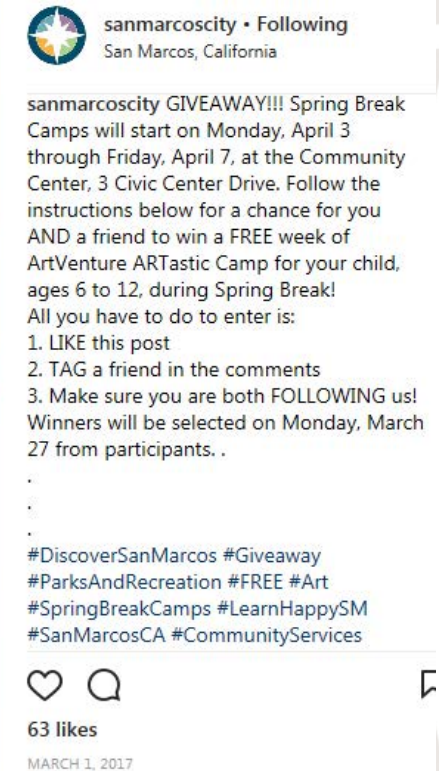 sanmarcoscity • Following
San Marcos, California
sanmarcoscity GIVEAWAY!!! Spring Break
Camps will start on Monday, April 3
through Friday, April 7, at the Community
Center, 3 Civic Center Drive. Follow the
instructions below for a chance for you
AND a friend to win a FREE week of
ArtVenture ARTastic Camp for your child,
ages 6 to 12, during Spring Break!
All you have to do to enter is:
1. LIKE this post
2. TAG a friend in the comments
3. Make sure you are both FOLLOWING us!
Winners will be selected on Monday, March
27 from participants. .
.
.
.
#DiscoverSanMarcos #Giveaway
#ParksAndRecreation #FREE #Art
#SpringBreakCamps #LearnHappySM
#SanMarcosCA #CommunityServices
63 likes
MARCH 1, 2017